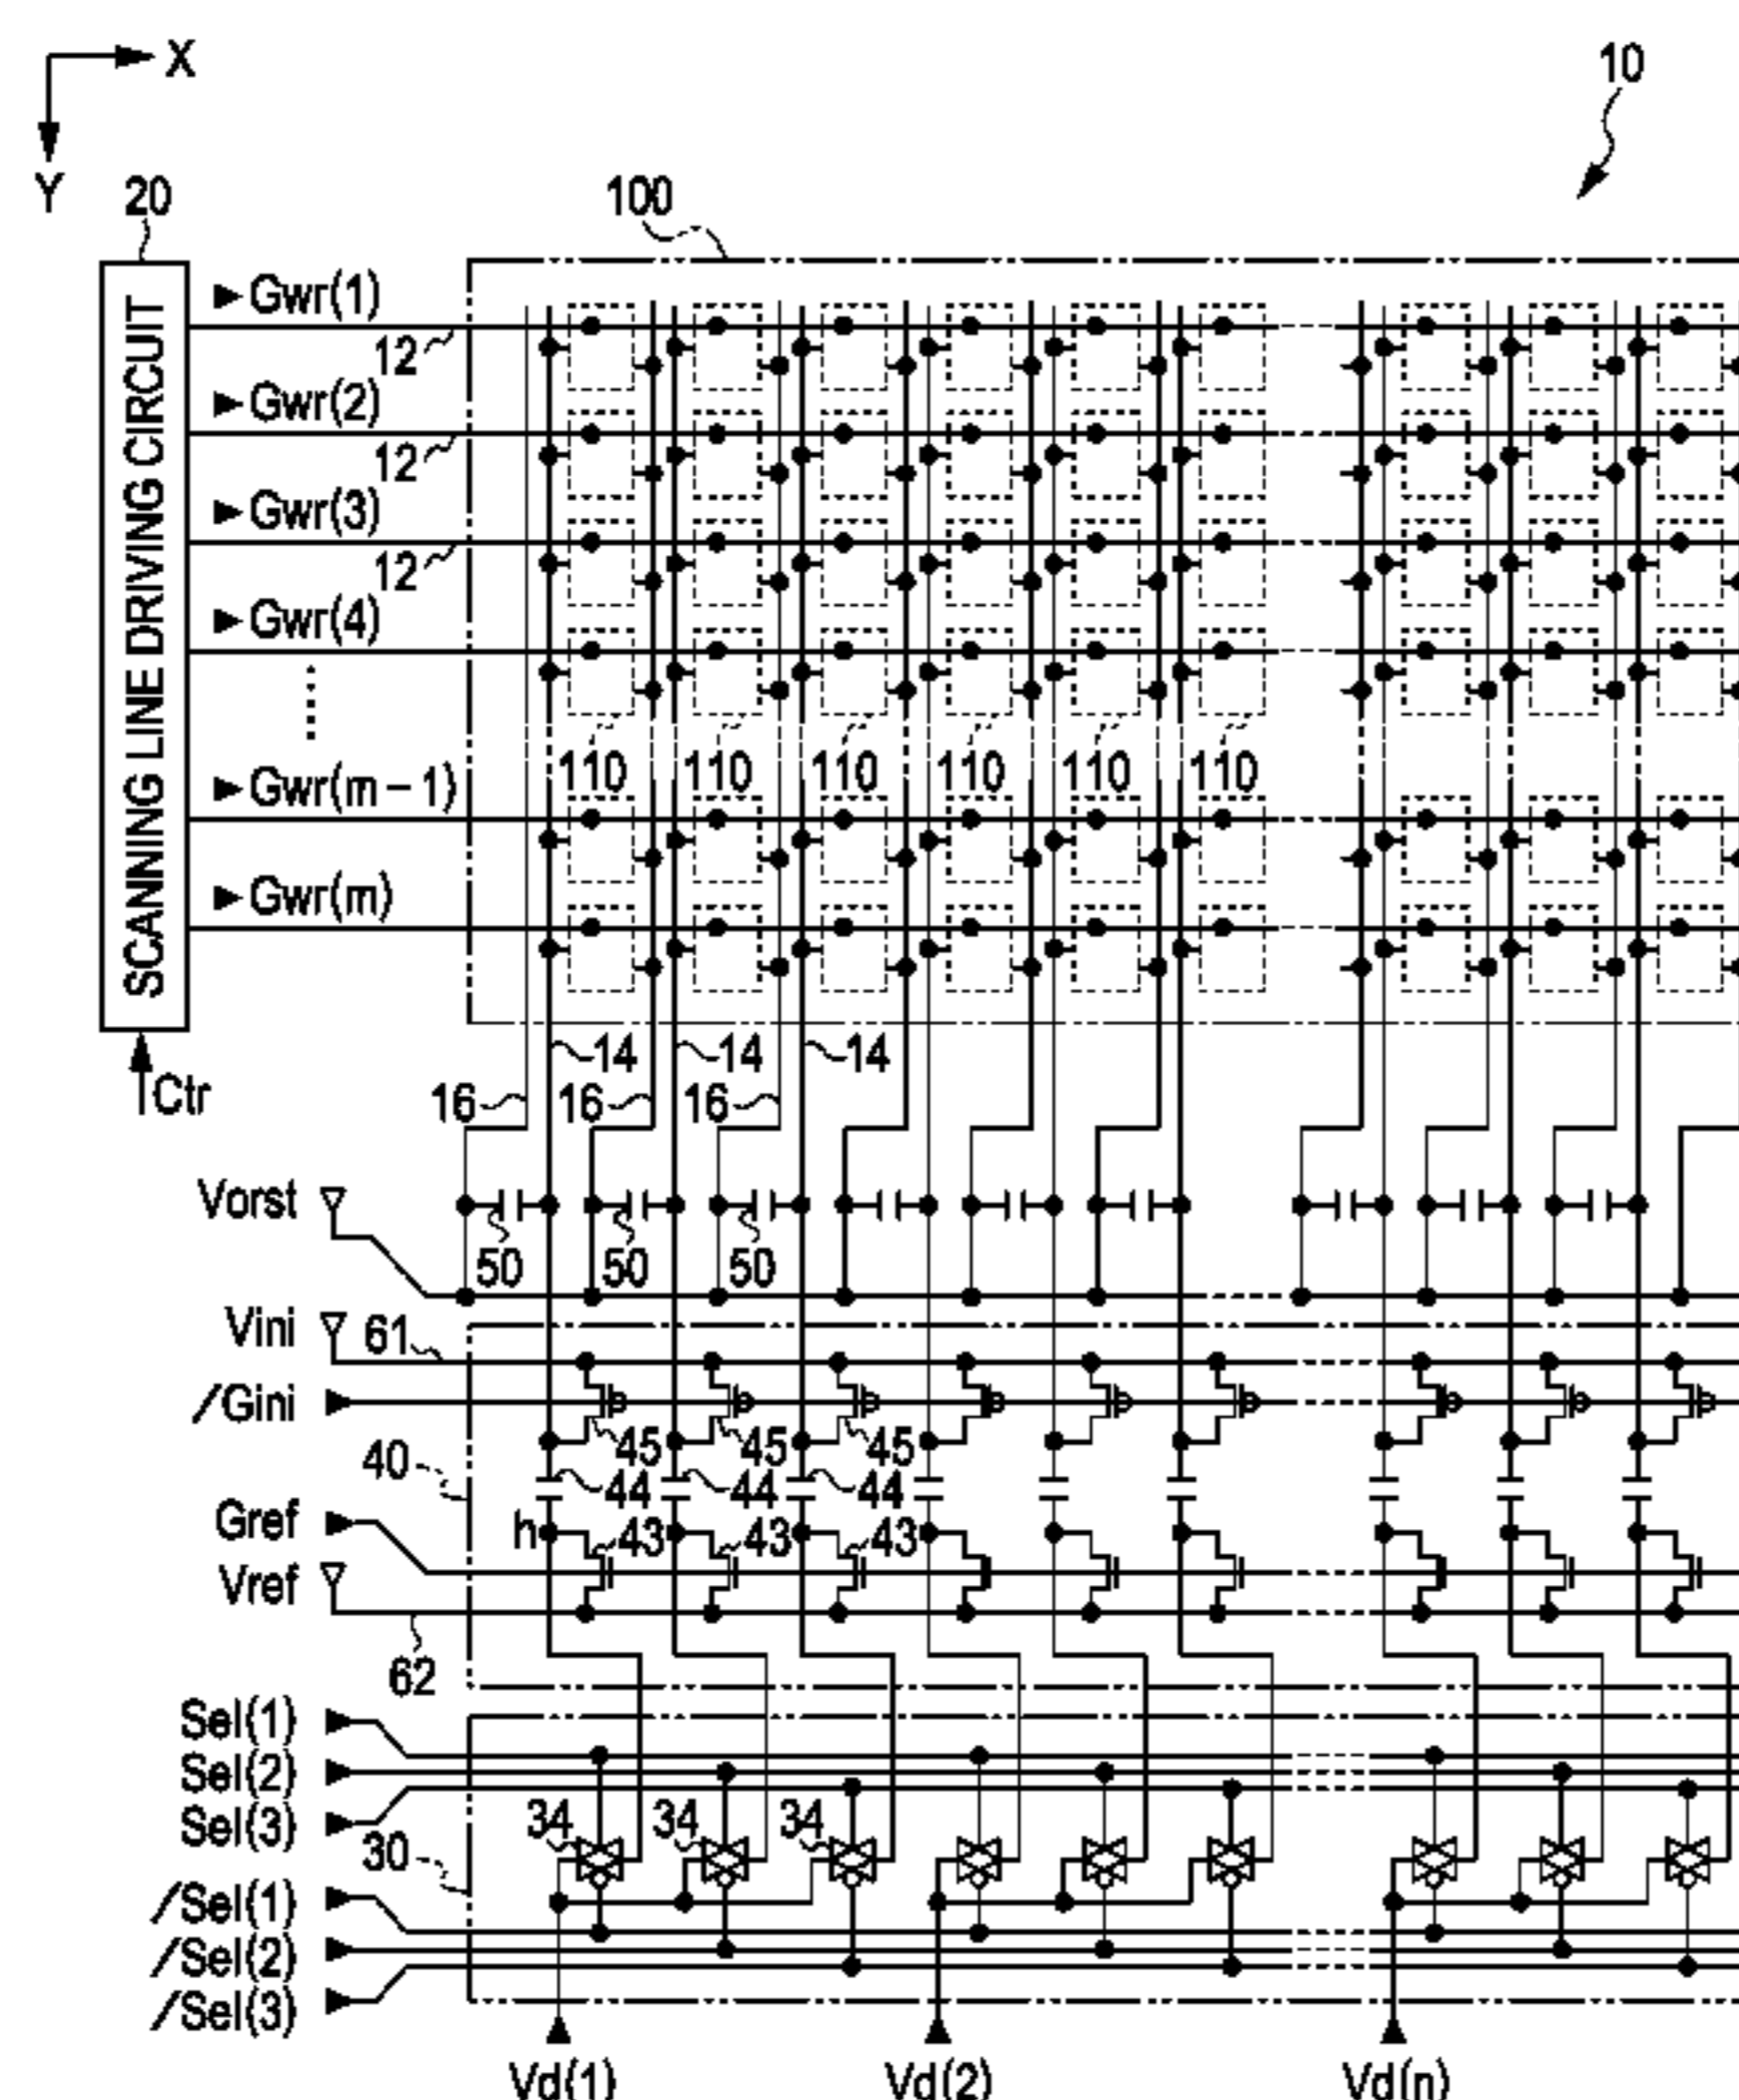 X
10
Y
20
100
SCANNING LINE DRIVING CIRCUIT
Gwr(1)
12
Gwr(2)
12
Gwr(3)
12
Gwr(4)
110 110 110 110 110 110
Gwr(m−1)
Gwr(m)
14 14 14
16 16 16
Ctr
Vorst
50 50 50
Vini
61
/Gini
45 45 45
40
44 44 44
Gref
h
43 43 43
Vref
62
Sel(1)
Sel(2)
Sel(3)
34 34 34
30
/Sel(1)
/Sel(2)
/Sel(3)
Vd(1) Vd(2) Vd(n)